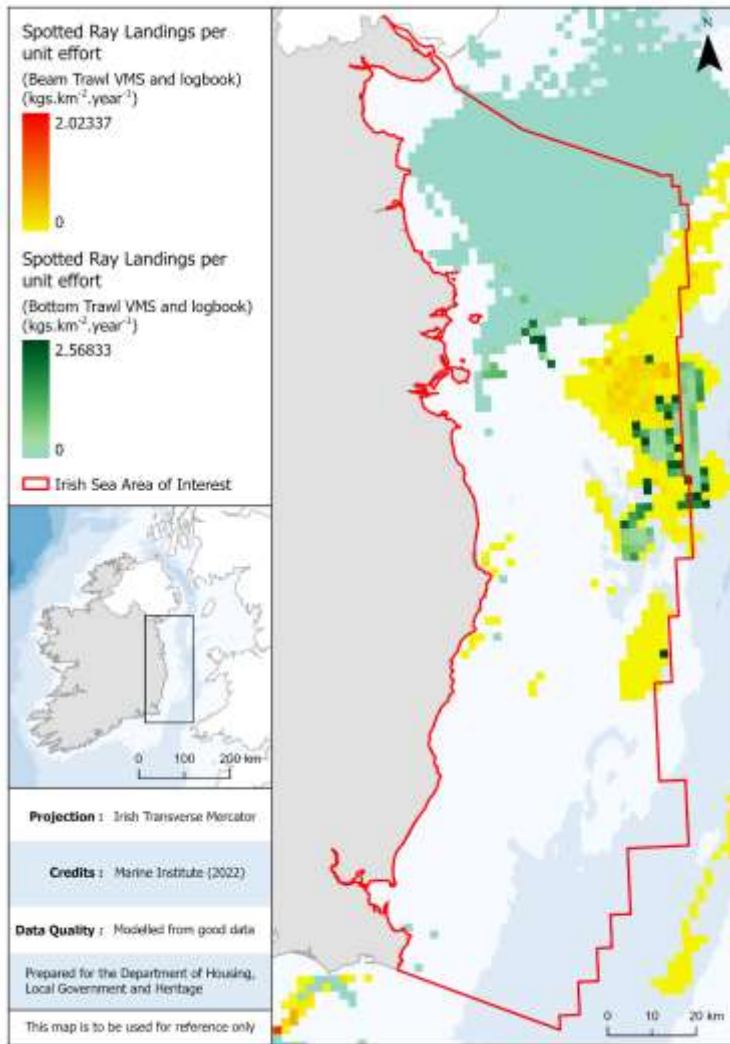 Spotted Ray Landings per
unit effort
(Beam Trawl VMS and logbook)
(kgs.km⁻².year⁻¹)
2.02337
0
Spotted Ray Landings per
unit effort
(Bottom Trawl VMS and logbook)
(kgs.km⁻².year⁻¹)
2.56833
0
Irish Sea Area of Interest
0 100 200 km
Projection : Irish Transverse Mercator
Credits : Marine Institute (2022)
Data Quality : Modelled from good data
Prepared for the Department of Housing,
Local Government and Heritage
This map is to be used for reference only
N
0 10 20 km